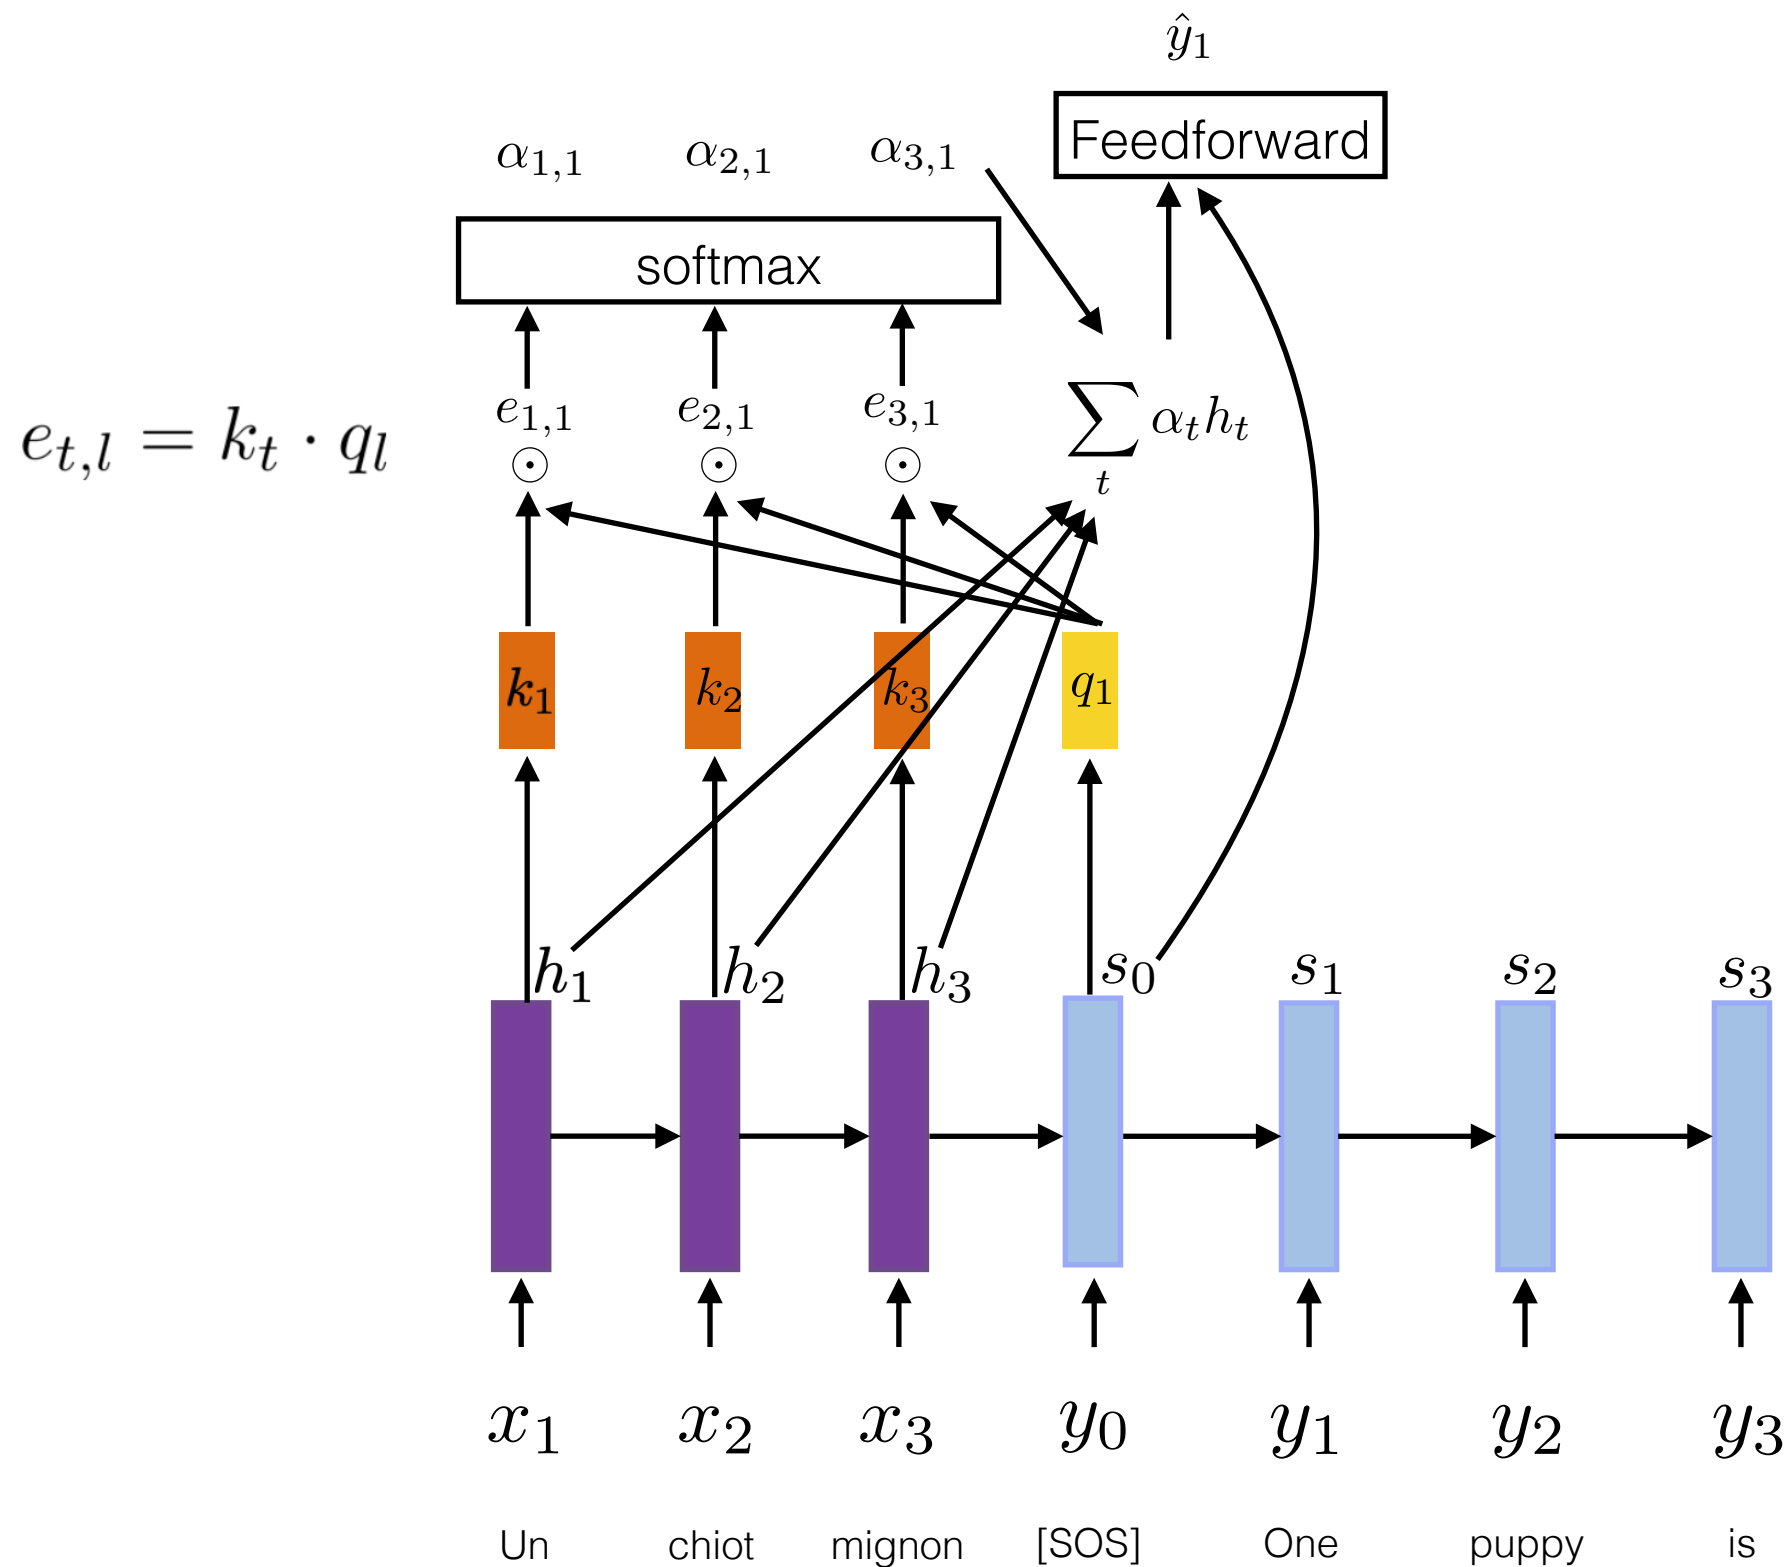 ŷ₁
Feedforward
α₁,₁ α₂,₁ α₃,₁
softmax
e₁,₁ e₂,₁ e₃,₁
∑ₜ αₜhₜ
eₜ,ₗ = kₜ · qₗ
⊙ ⊙ ⊙
k₁ k₂ k₃ q₁
h₁ h₂ h₃ s₀ s₁ s₂ s₃
x₁ x₂ x₃ y₀ y₁ y₂ y₃
Un chiot mignon [SOS] One puppy is